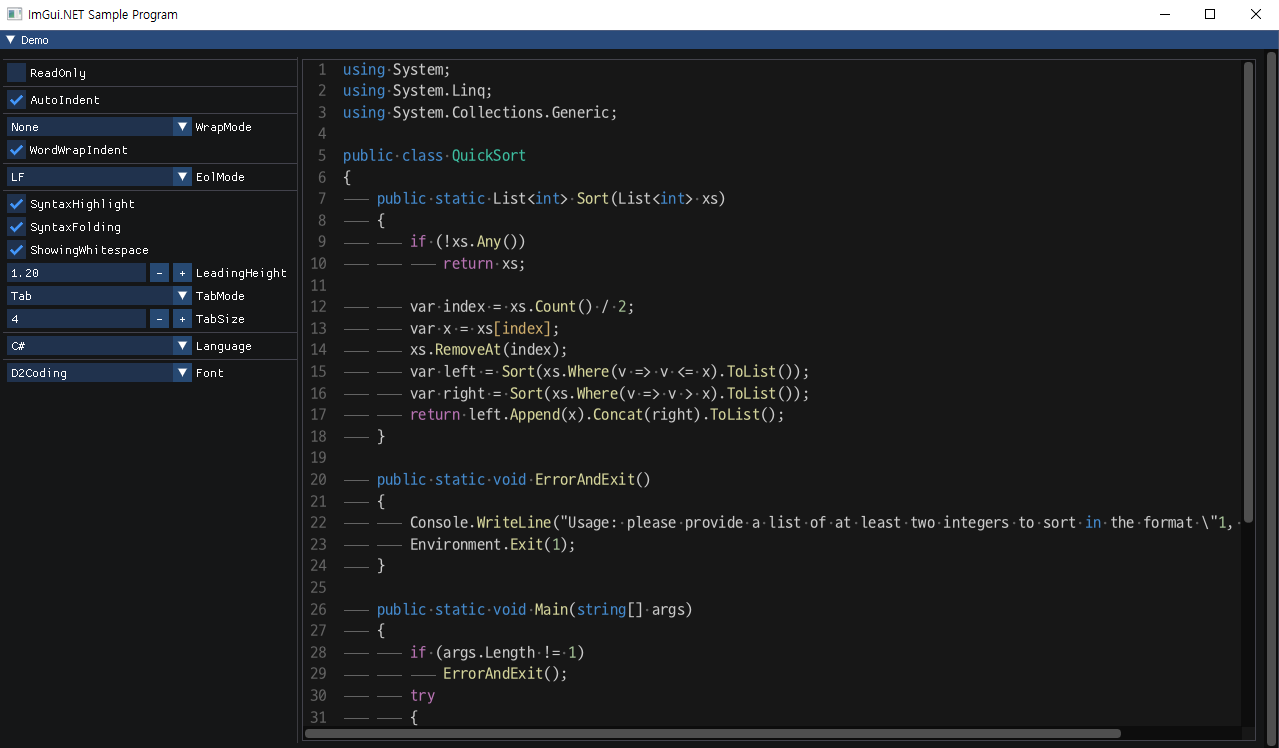 ImGui.NET Sample Program
Demo
ReadOnly
AutoIndent
None WrapMode
WordWrapIndent
LF EolMode
SyntaxHighlight
SyntaxFolding
ShowingWhitespace
1.20 - + LeadingHeight
Tab TabMode
4 - + TabSize
C# Language
D2Coding Font
1 using·System;
2 using·System.Linq;
3 using·System.Collections.Generic;
4
5 public·class·QuickSort
6 {
7 public·static·List<int>·Sort(List<int>·xs)
8 {
9 if·(!xs.Any())
10 return·xs;
11
12 var·index·=·xs.Count()·/·2;
13 var·x·=·xs[index];
14 xs.RemoveAt(index);
15 var·left·=·Sort(xs.Where(v·=>·v·<=·x).ToList());
16 var·right·=·Sort(xs.Where(v·=>·v·>·x).ToList());
17 return·left.Append(x).Concat(right).ToList();
18 }
19
20 public·static·void·ErrorAndExit()
21 {
22 Console.WriteLine("Usage:·please·provide·a·list·of·at·least·two·integers·to·sort·in·the·format·\"1,·
23 Environment.Exit(1);
24 }
25
26 public·static·void·Main(string[]·args)
27 {
28 if·(args.Length·!=·1)
29 ErrorAndExit();
30 try
31 {